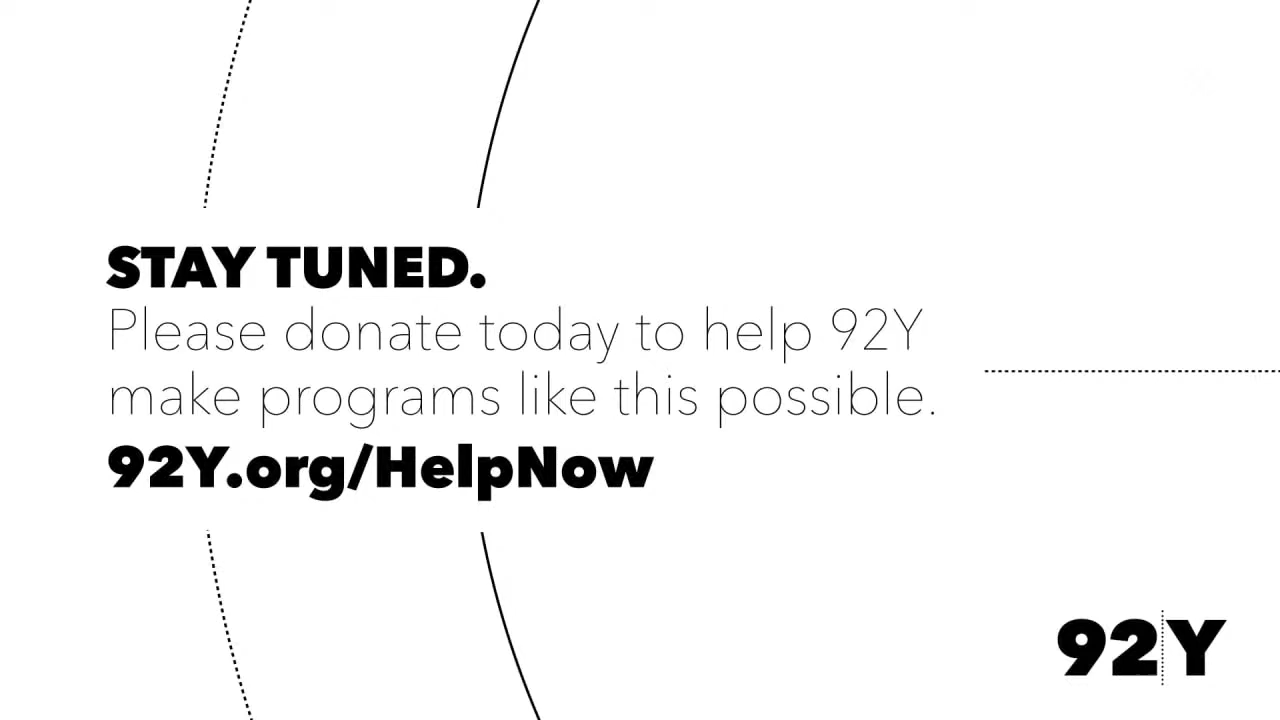 STAY TUNED.
Please donate today to help 92Y
make programs like this possible.
92Y.org/HelpNow
92Y